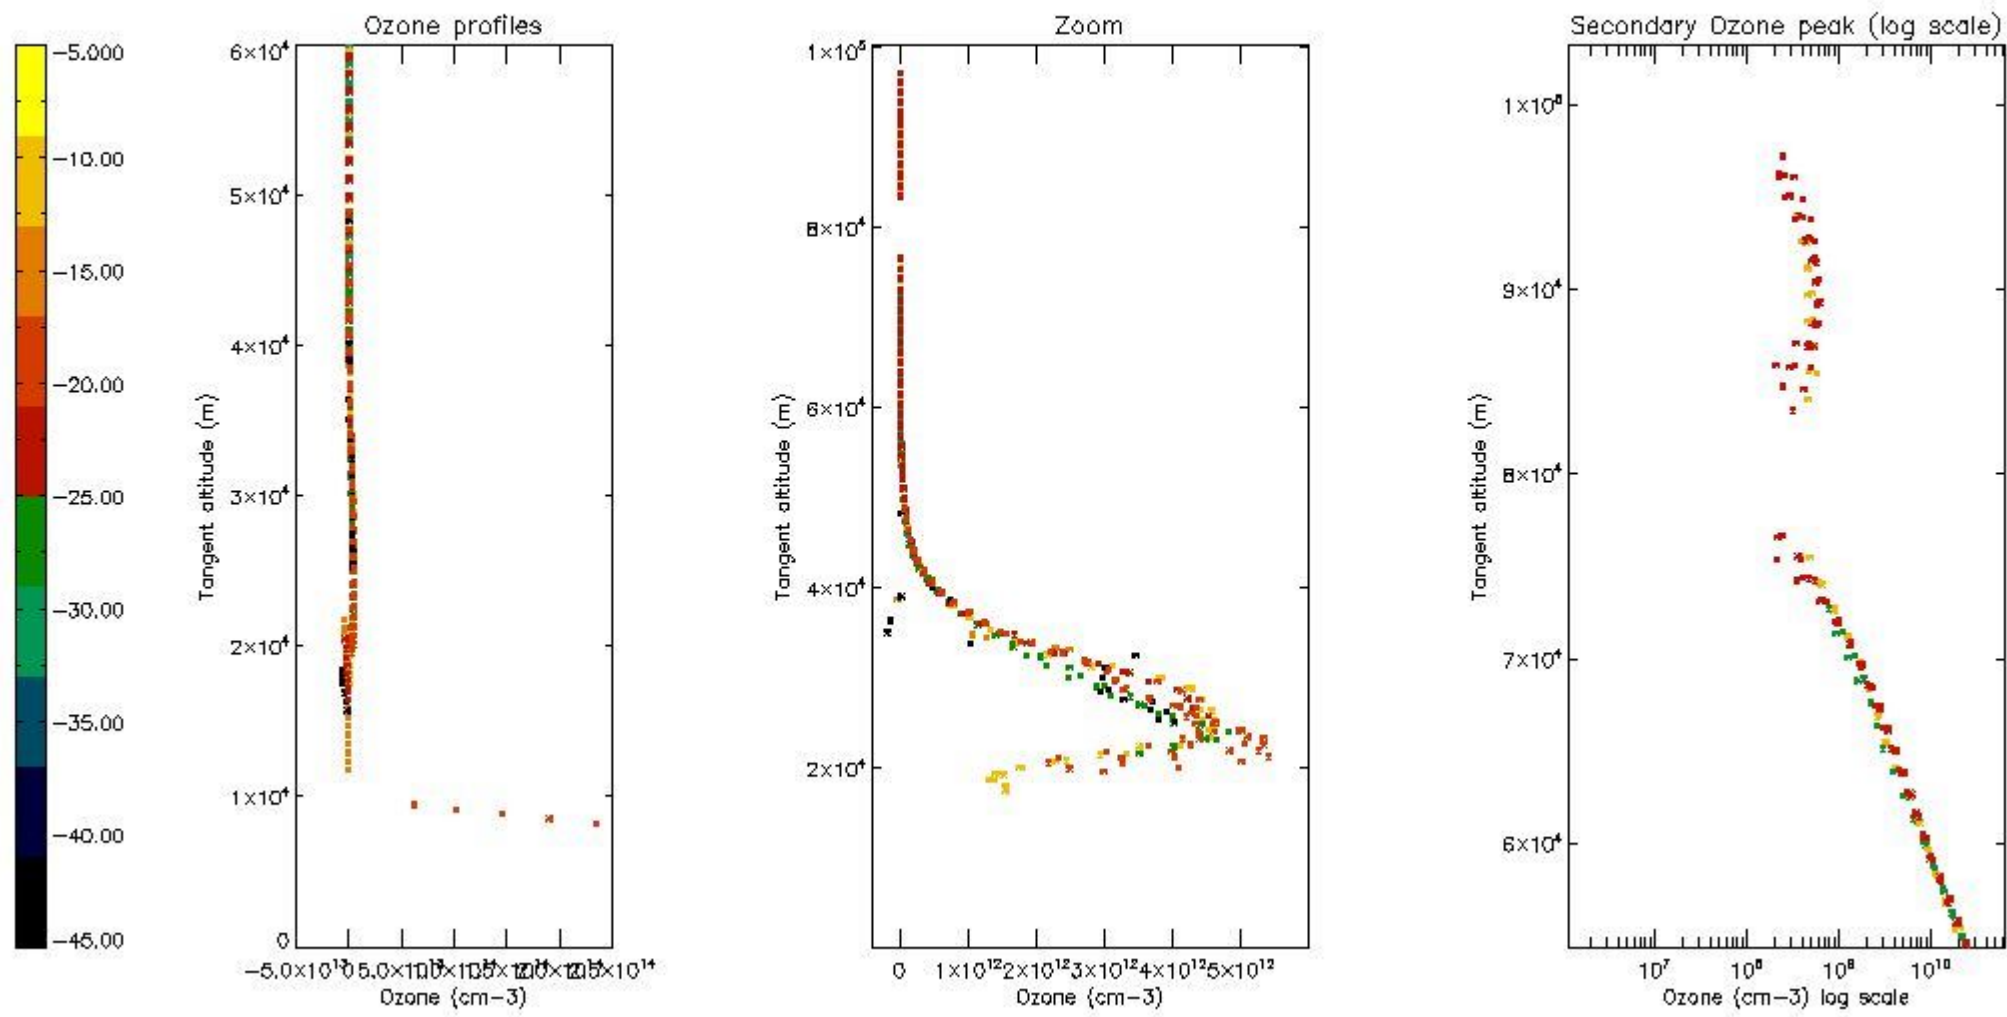 Ozone profiles
Zoom
Secondary Ozone peak (log scale)
−5.000
−10.00
−15.00
−20.00
−25.00
−30.00
−35.00
−40.00
−45.00
6×10⁴
5×10⁴
4×10⁴
3×10⁴
2×10⁴
1×10⁴
0
Tangent altitude (m)
−5.0×10¹³
Ozone (cm−3)
1×10⁵
8×10⁴
6×10⁴
4×10⁴
2×10⁴
Tangent altitude (m)
0 1×10¹² 2×10¹² 3×10¹² 4×10¹² 5×10¹²
Ozone (cm−3)
9×10⁴
8×10⁴
7×10⁴
6×10⁴
Tangent altitude (m)
10⁷ 10⁸ 10⁹ 10¹⁰
Ozone (cm−3) log scale